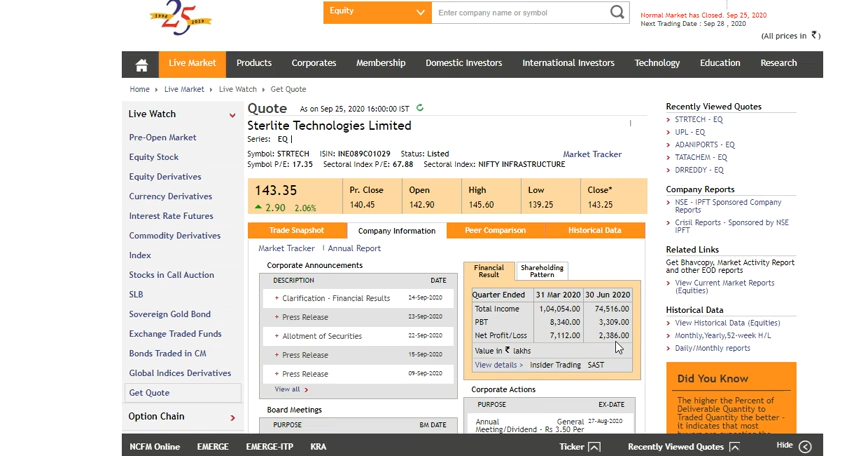 1994 25 2020
Equity
Enter company name or symbol
Normal Market has Closed. Sep 25, 2020
Next Trading Date : Sep 28 , 2020
(All prices in ₹ )
Live Market Products Corporates Membership Domestic Investors International Investors Technology Education Research
Home › Live Market › Live Watch › Get Quote
Live Watch
Pre-Open Market
Equity Stock
Equity Derivatives
Currency Derivatives
Interest Rate Futures
Commodity Derivatives
Index
Stocks in Call Auction
SLB
Sovereign Gold Bond
Exchange Traded Funds
Bonds Traded in CM
Global Indices Derivatives
Get Quote
Option Chain
Quote As on Sep 25, 2020 16:00:00 IST
Sterlite Technologies Limited
Series: EQ |
Symbol: STRTECH ISIN: INE089C01029 Status: Listed Market Tracker
Symbol P/E: 17.35 Sectoral Index P/E: 67.88 Sectoral Index: NIFTY INFRASTRUCTURE
143.35 Pr. Close Open High Low Close*
2.90 2.06% 140.45 142.90 145.60 139.25 143.25
Trade Snapshot Company Information Peer Comparison Historical Data
Market Tracker | Annual Report
Corporate Announcements
DESCRIPTION DATE
+ Clarification - Financial Results 24-Sep-2020
+ Press Release 23-Sep-2020
+ Allotment of Securities 22-Sep-2020
+ Press Release 15-Sep-2020
+ Press Release 09-Sep-2020
View all ›
Board Meetings
PURPOSE BM DATE
Financial Result
Shareholding Pattern
Quarter Ended 31 Mar 2020 30 Jun 2020
Total Income 1,04,054.00 74,516.00
PBT 8,340.00 3,309.00
Net Profit/Loss 7,112.00 2,386.00
Value in ₹ lakhs
View details › Insider Trading SAST
Corporate Actions
PURPOSE EX-DATE
Annual General 27-Aug-2020
Meeting/Dividend - Rs 3.50 Per
Recently Viewed Quotes
› STRTECH - EQ
› UPL - EQ
› ADANIPORTS - EQ
› TATACHEM - EQ
› DRREDDY - EQ
Company Reports
› NSE - IPFT Sponsored Company
Reports
› Crisil Reports - Sponsored by NSE
IPFT
Related Links
Get Bhavcopy, Market Activity Report
and other EOD reports
› View Current Market Reports
(Equities)
Historical Data
› View Historical Data (Equities)
› Monthly,Yearly,52-week H/L
› Daily/Monthly reports
Did You Know
The higher the Percent of
Deliverable Quantity to
Traded Quantity the better -
it indicates that most
NCFM Online EMERGE EMERGE-ITP KRA Ticker Recently Viewed Quotes Hide